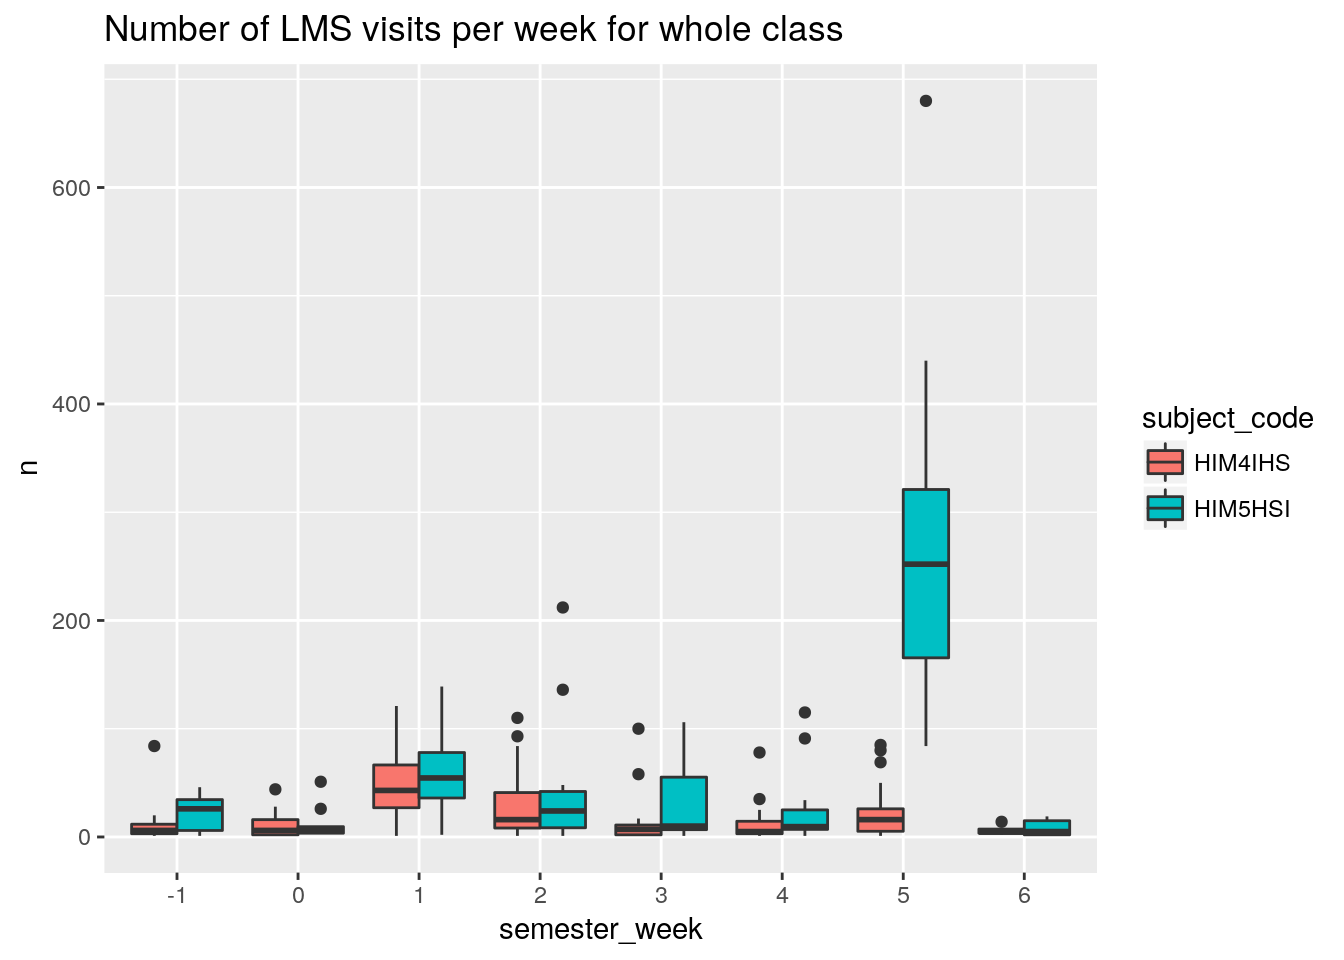 Number of LMS visits per week for whole class
600
400
200
0
n
-1 0 1 2 3 4 5 6
semester_week
subject_code
HIM4IHS
HIM5HSI